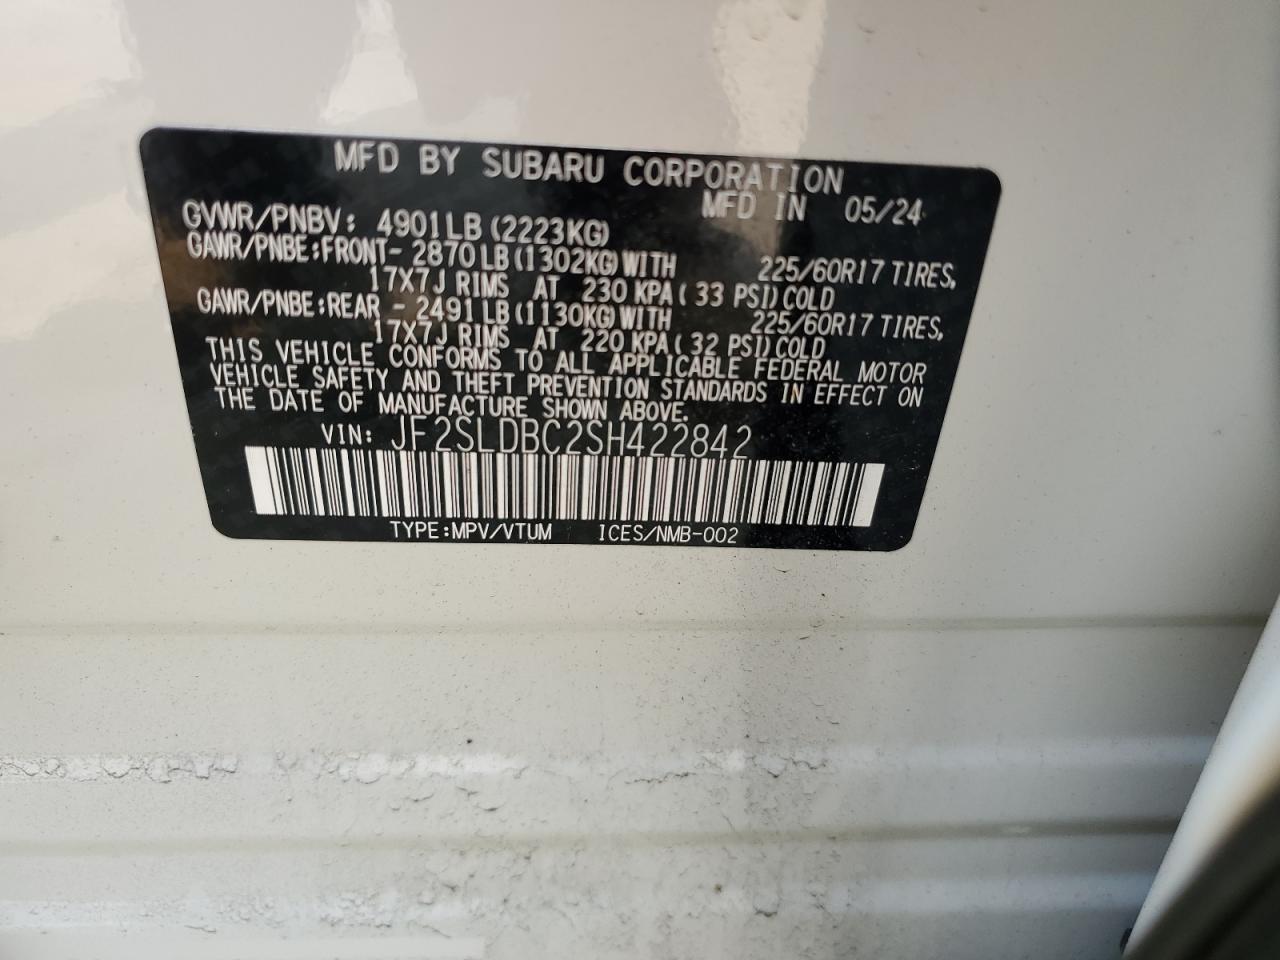 MFD BY SUBARU CORPORATION
MFD IN 05/24
GVWR/PNBV: 4901LB (2223KG)
GAWR/PNBE:FRONT- 2870LB(1302KG)WITH 225/60R17 TIRES,
17X7J RIMS AT 230 KPA( 33 PSI)COLD
GAWR/PNBE:REAR - 2491LB(1130KG)WITH 225/60R17 TIRES,
17X7J RIMS AT 220 KPA( 32 PSI)COLD
THIS VEHICLE CONFORMS TO ALL APPLICABLE FEDERAL MOTOR
VEHICLE SAFETY AND THEFT PREVENTION STANDARDS IN EFFECT ON
THE DATE OF MANUFACTURE SHOWN ABOVE.
VIN: JF2SLDBC2SH422842
TYPE:MPV/VTUM ICES/NMB-002